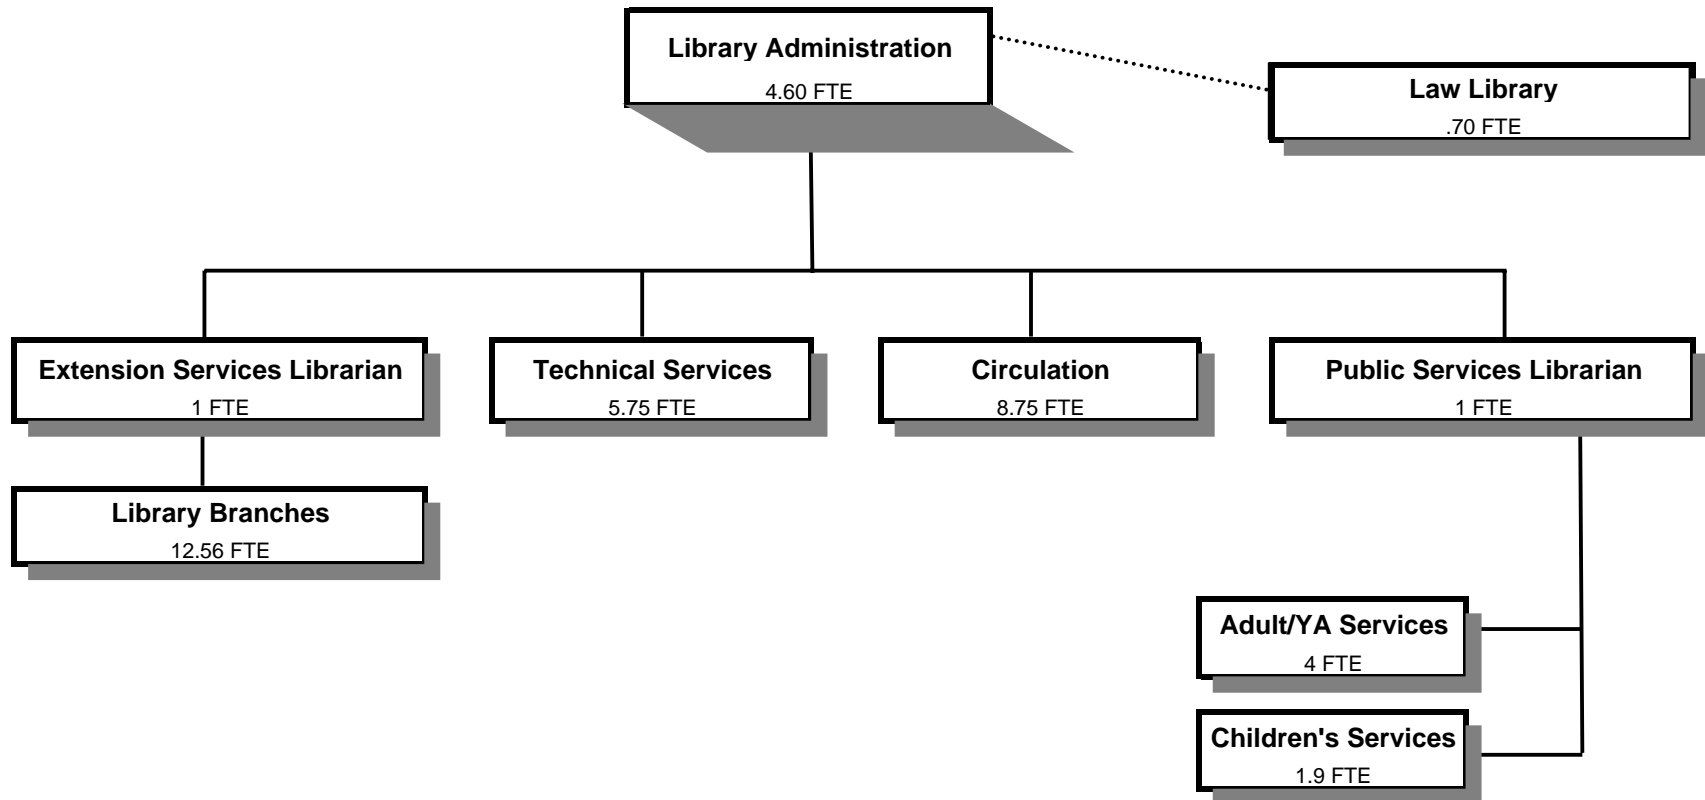 Library Administration
4.60 FTE
Law Library
.70 FTE
Extension Services Librarian
1 FTE
Technical Services
5.75 FTE
Circulation
8.75 FTE
Public Services Librarian
1 FTE
Library Branches
12.56 FTE
Adult/YA Services
4 FTE
Children's Services
1.9 FTE